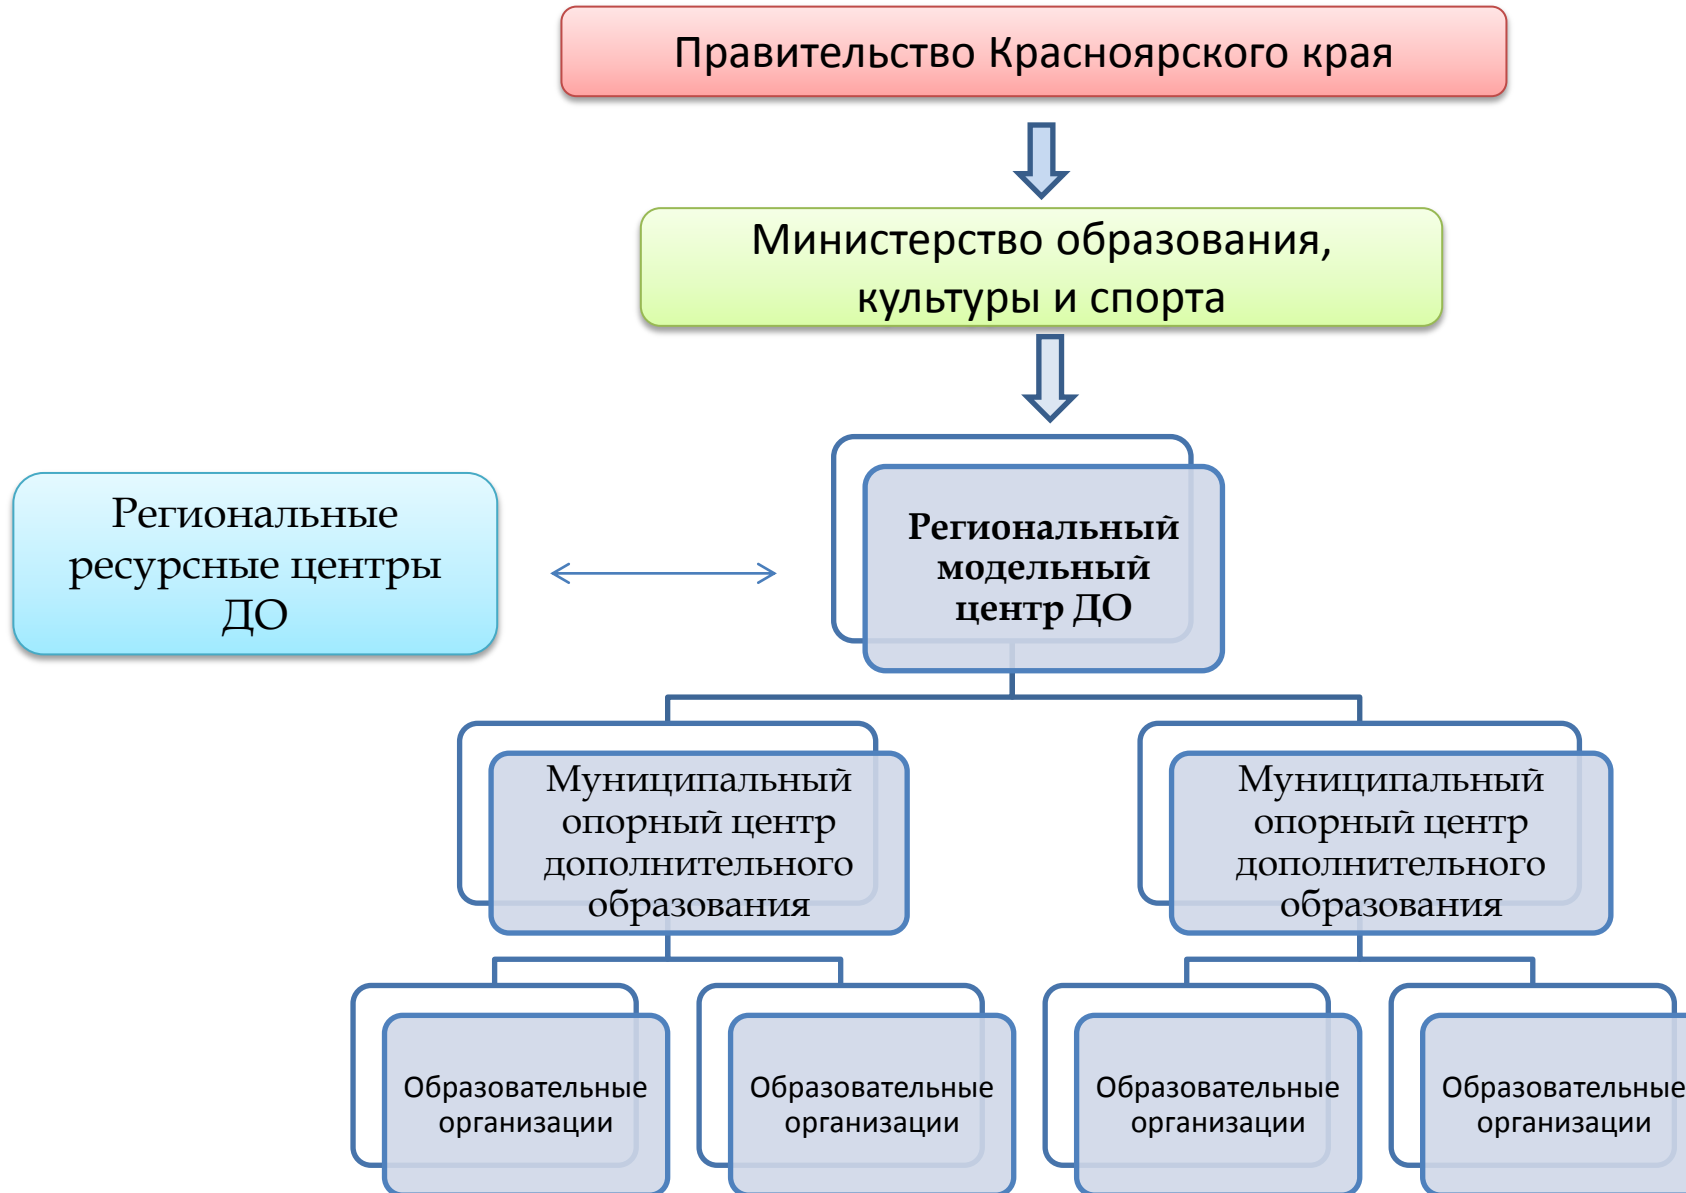 Правительство Красноярского края
Министерство образования,
культуры и спорта
Региональные
ресурсные центры
ДО
Региональный
модельный
центр ДО
Муниципальный
опорный центр
дополнительного
образования
Муниципальный
опорный центр
дополнительного
образования
Образовательные
организации
Образовательные
организации
Образовательные
организации
Образовательные
организации